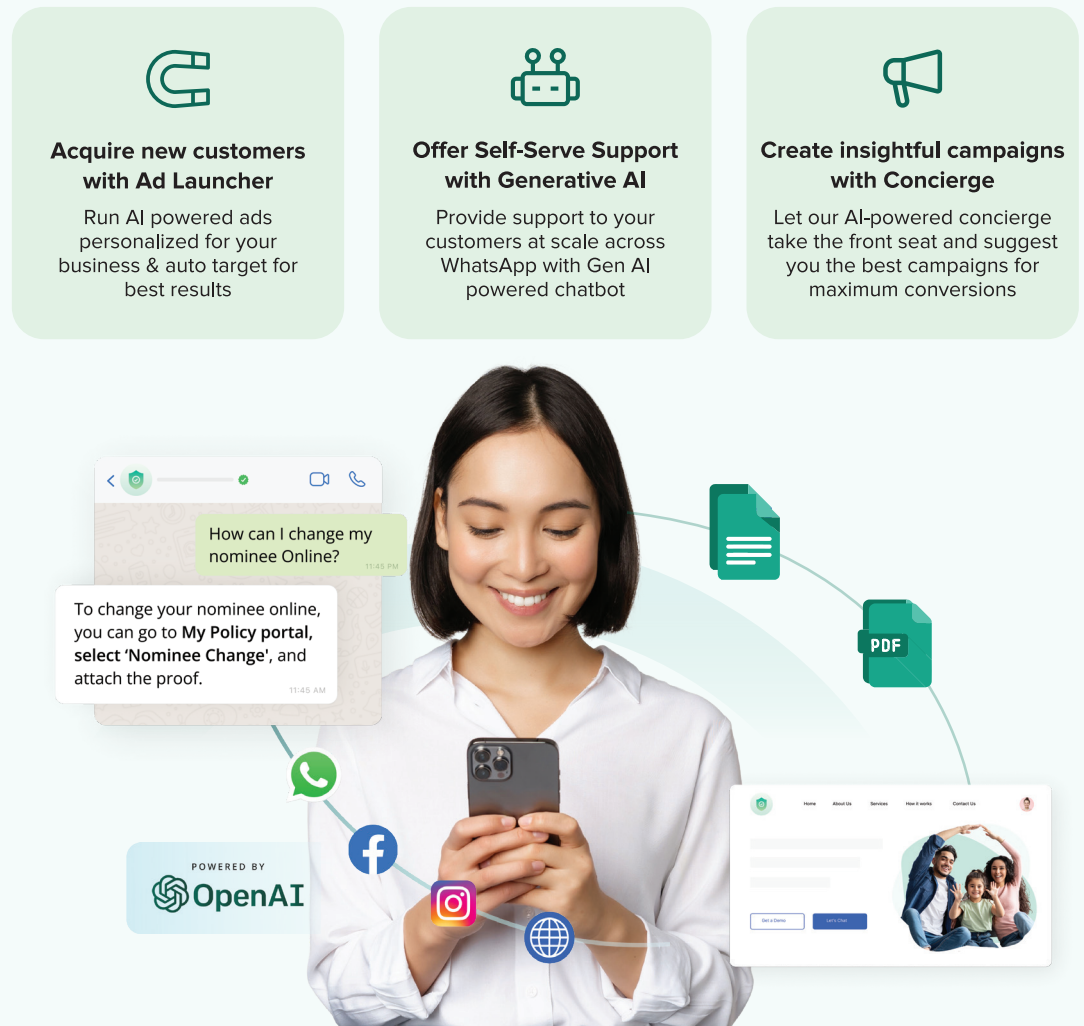 Acquire new customers
with Ad Launcher
Run AI powered ads
personalized for your
business & auto target for
best results
Offer Self-Serve Support
with Generative AI
Provide support to your
customers at scale across
WhatsApp with Gen AI
powered chatbot
Create insightful campaigns
with Concierge
Let our AI-powered concierge
take the front seat and suggest
you the best campaigns for
maximum conversions
How can I change my
nominee Online?
11:45 PM
To change your nominee online,
you can go to My Policy portal,
select ‘Nominee Change', and
attach the proof.
11:45 AM
PDF
POWERED BY
OpenAI
Home About Us Services How it works Contact Us
Get a Demo Let's Chat